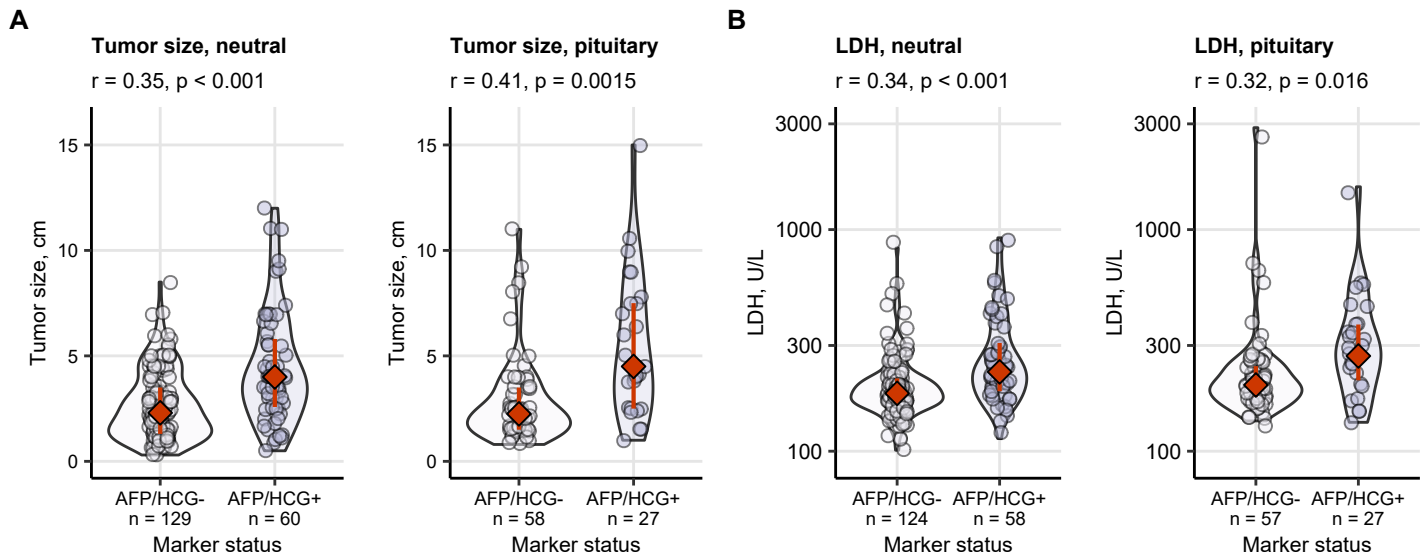 A
Tumor size, neutral
r = 0.35, p < 0.001
Tumor size, cm
15
10
5
0
AFP/HCG-
n = 129
AFP/HCG+
n = 60
Marker status
Tumor size, pituitary
r = 0.41, p = 0.0015
Tumor size, cm
15
10
5
0
AFP/HCG-
n = 58
AFP/HCG+
n = 27
Marker status
B
LDH, neutral
r = 0.34, p < 0.001
LDH, U/L
3000
1000
300
100
AFP/HCG-
n = 124
AFP/HCG+
n = 58
Marker status
LDH, pituitary
r = 0.32, p = 0.016
LDH, U/L
3000
1000
300
100
AFP/HCG-
n = 57
AFP/HCG+
n = 27
Marker status